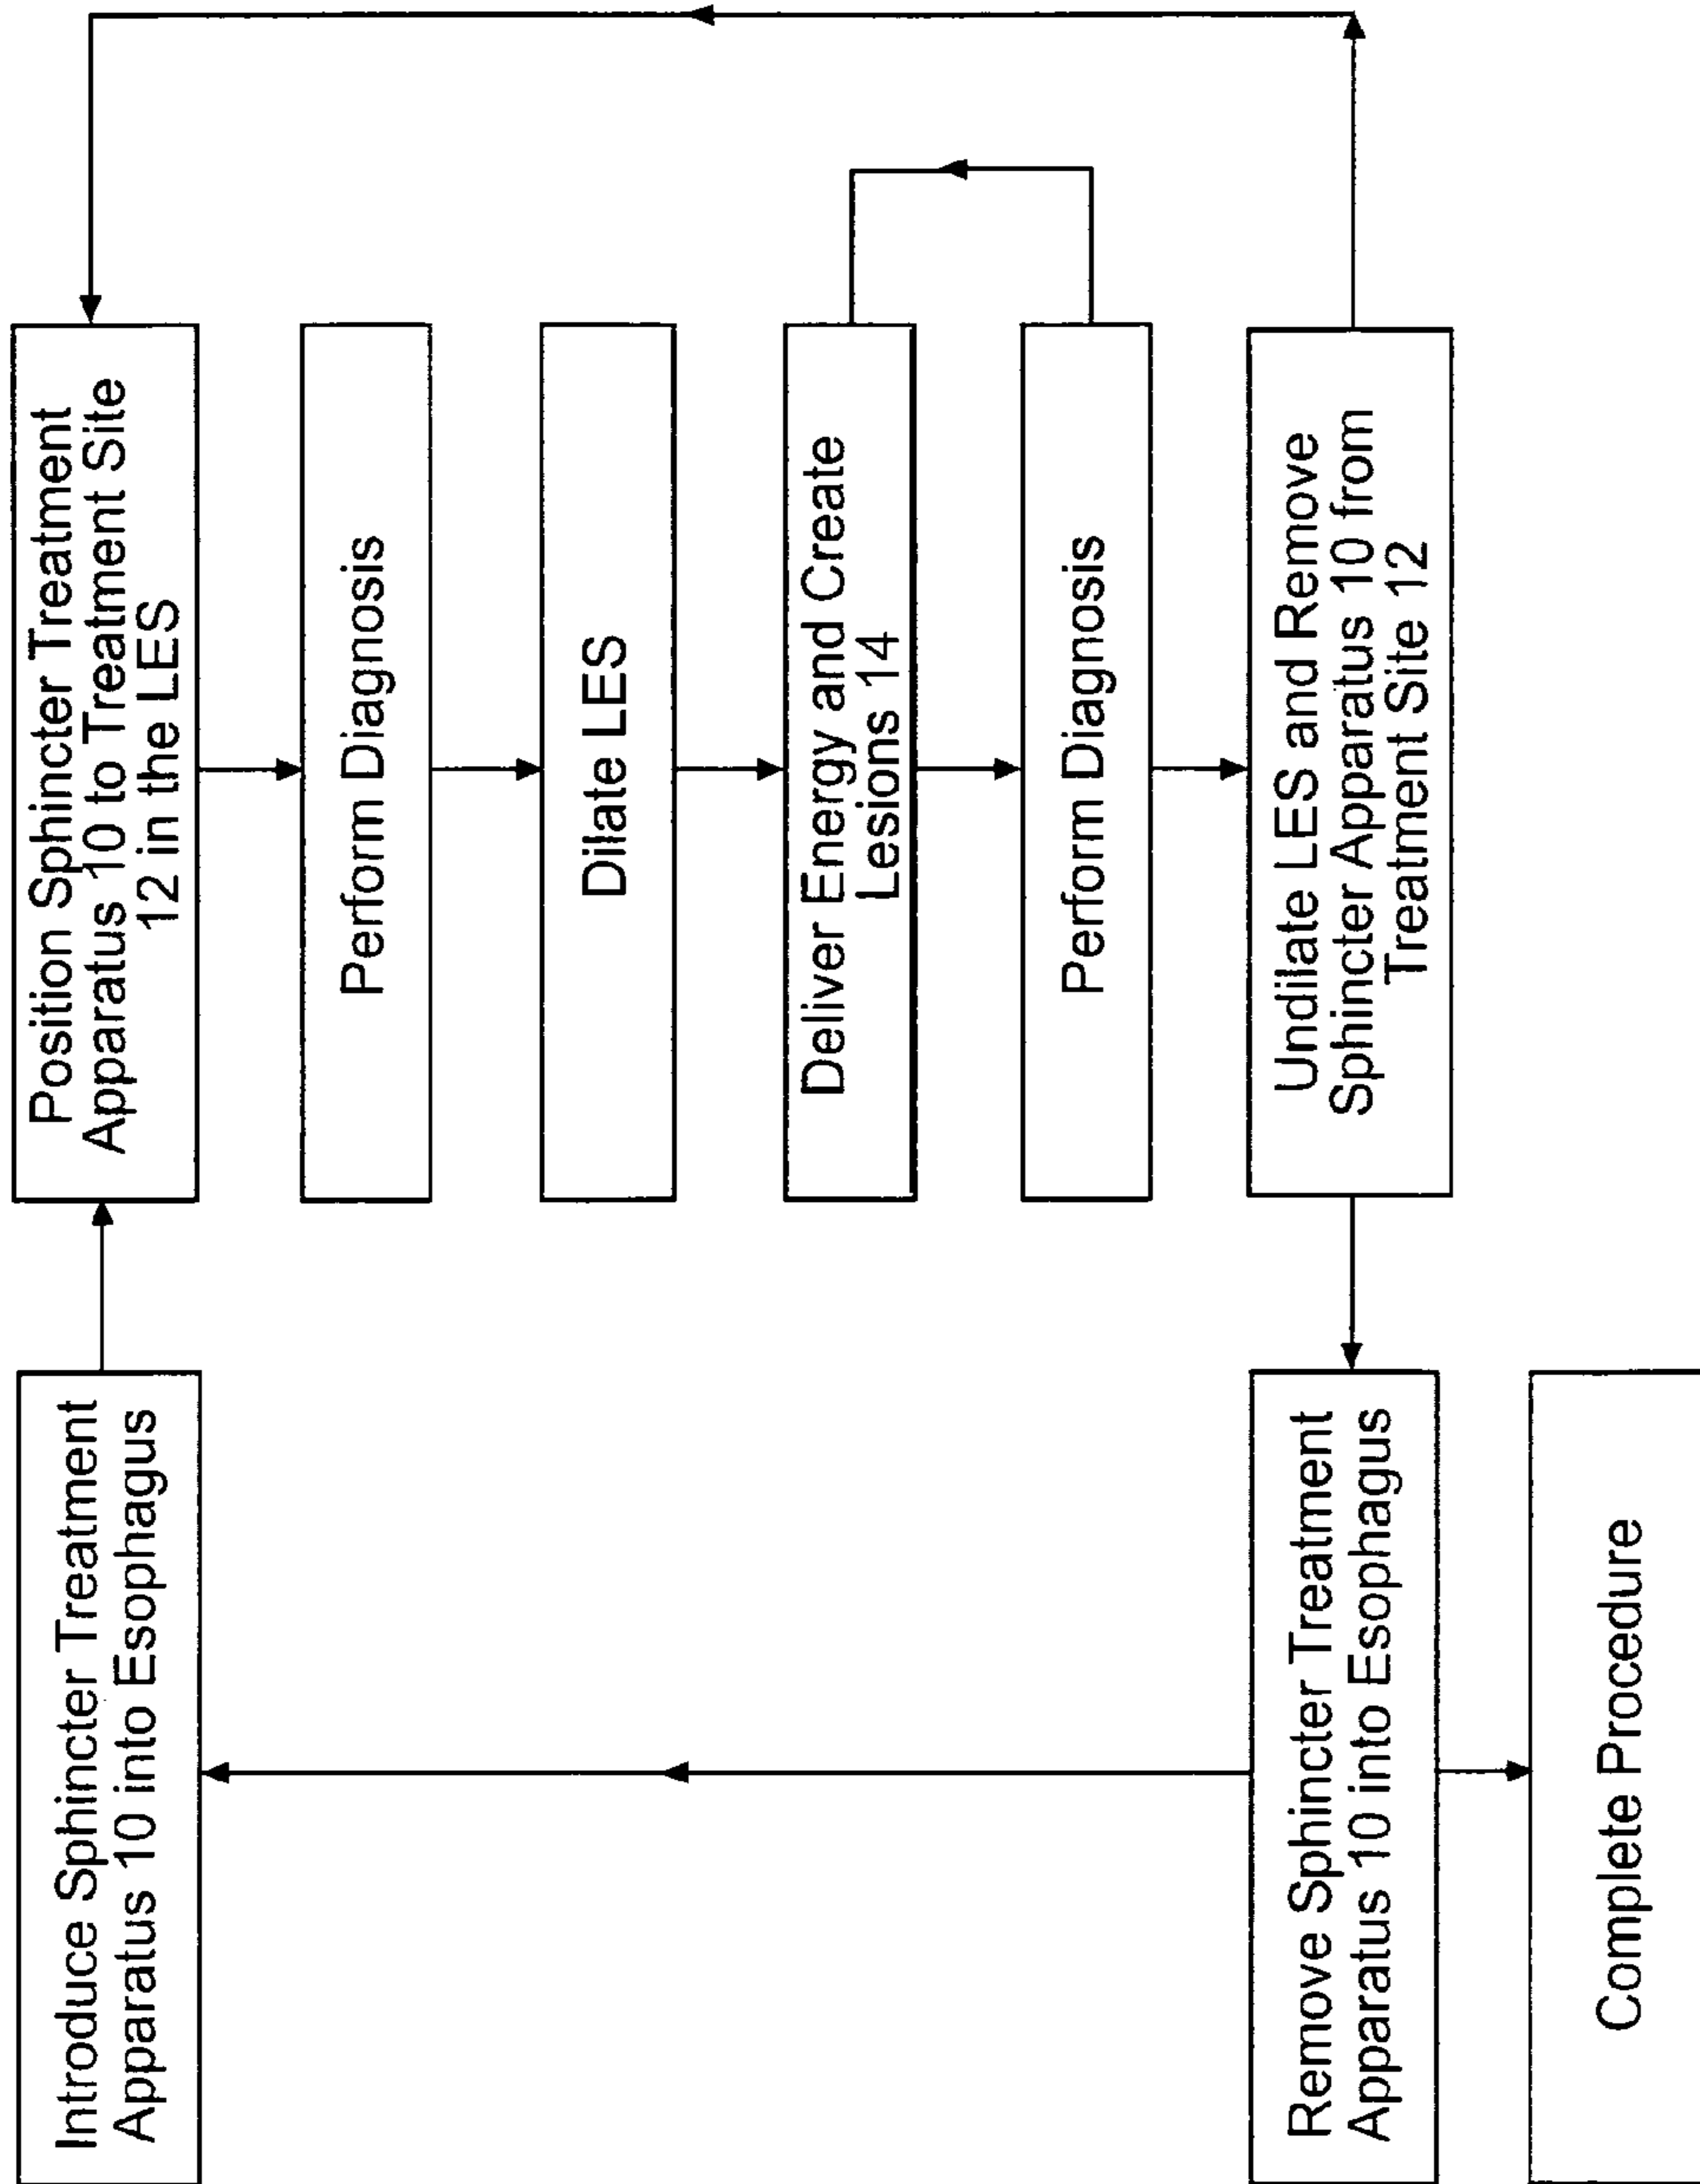 Introduce Sphincter Treatment
Apparatus 10 into Esophagus
Position Sphincter Treatment
Apparatus 10 to Treatment Site
12 in the LES
Perform Diagnosis
Dilate LES
Deliver Energy and Create
Lesions 14
Perform Diagnosis
Undilate LES and Remove
Sphincter Apparatus 10 from
Treatment Site 12
Remove Sphincter Treatment
Apparatus 10 into Esophagus
Complete Procedure